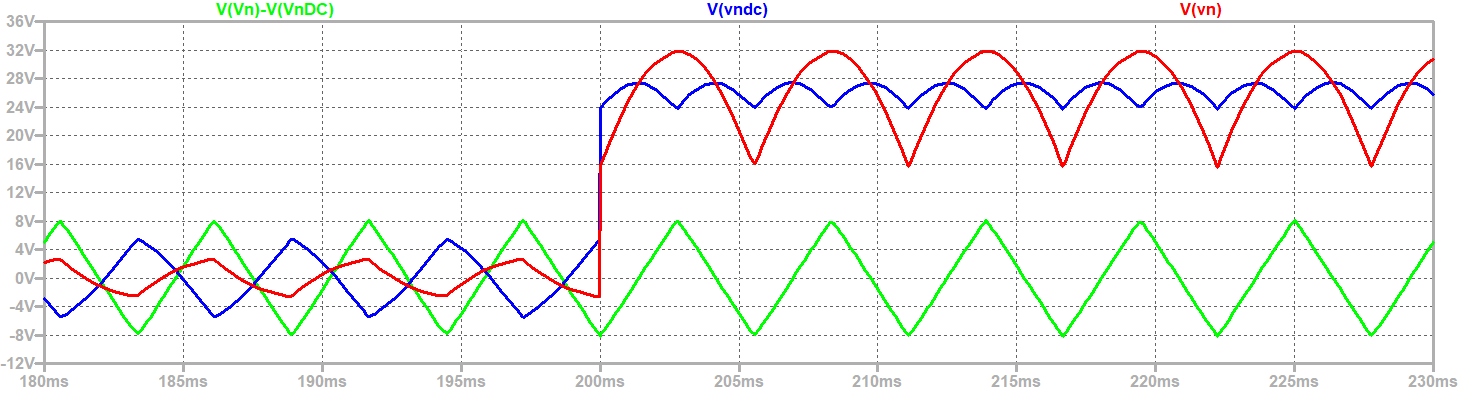 V(Vn)-V(VnDC) V(vndc) V(vn)
36V
32V
28V
24V
20V
16V
12V
8V
4V
0V
-4V
-8V
-12V
180ms 185ms 190ms 195ms 200ms 205ms 210ms 215ms 220ms 225ms 230ms